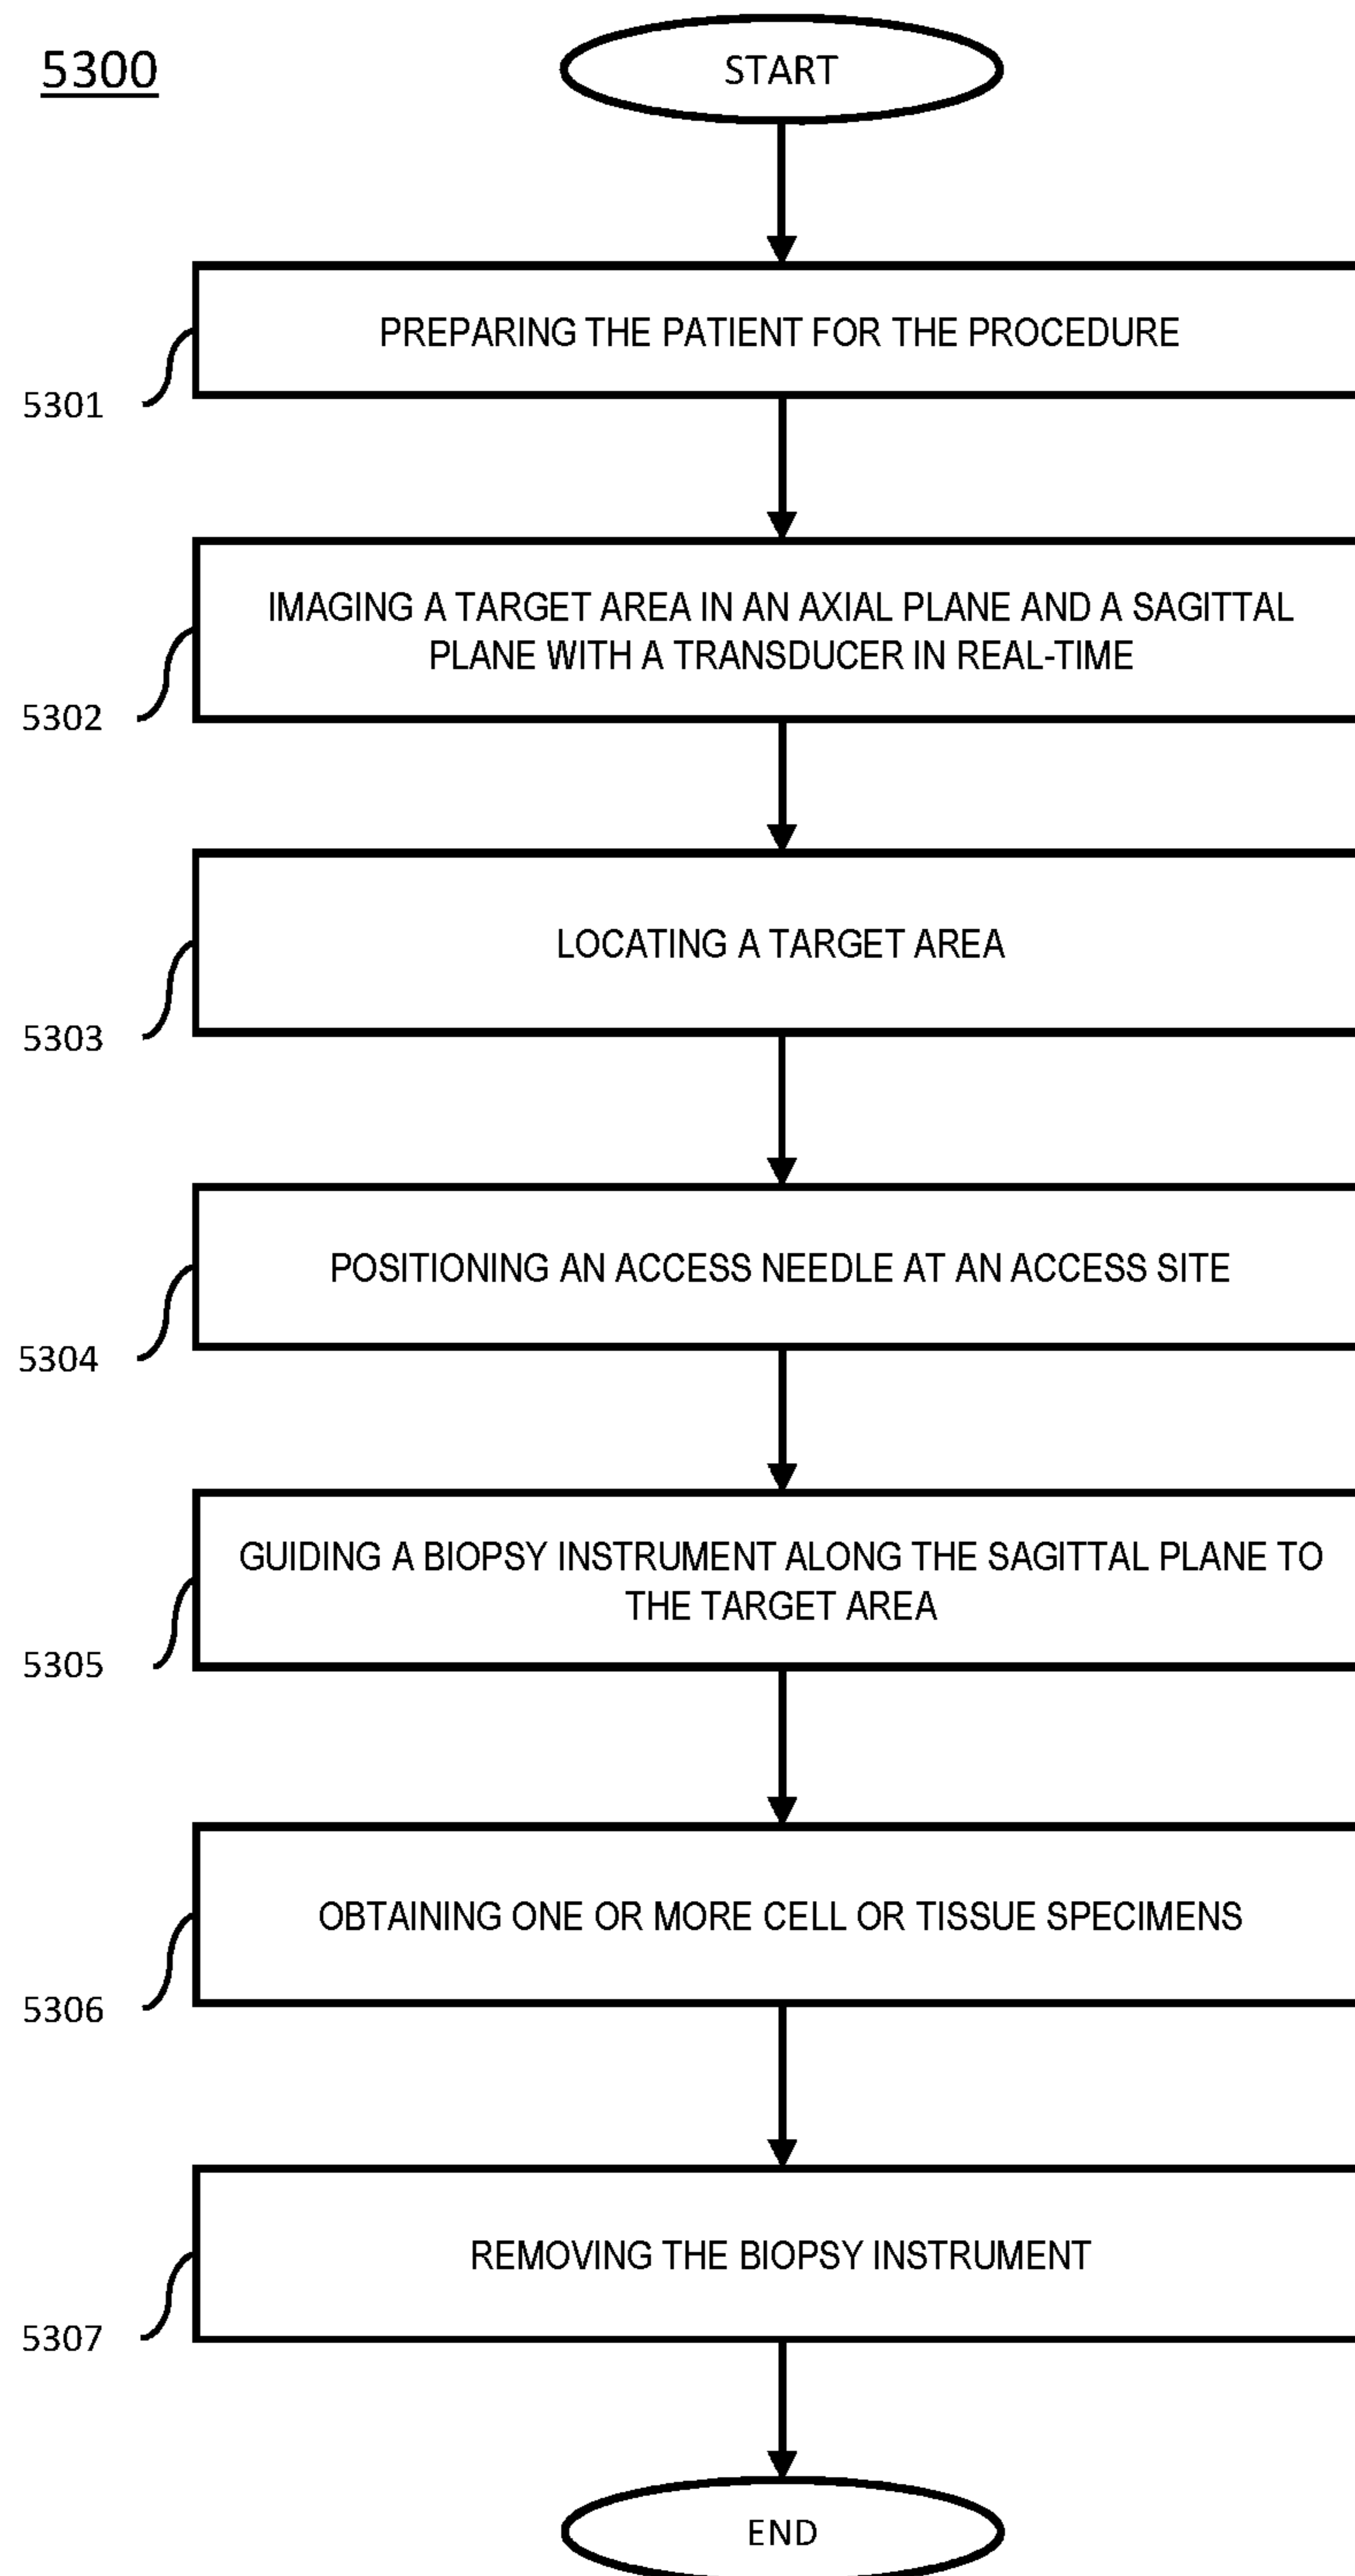 5300
START
PREPARING THE PATIENT FOR THE PROCEDURE
5301
IMAGING A TARGET AREA IN AN AXIAL PLANE AND A SAGITTAL
PLANE WITH A TRANSDUCER IN REAL-TIME
5302
LOCATING A TARGET AREA
5303
POSITIONING AN ACCESS NEEDLE AT AN ACCESS SITE
5304
GUIDING A BIOPSY INSTRUMENT ALONG THE SAGITTAL PLANE TO
THE TARGET AREA
5305
OBTAINING ONE OR MORE CELL OR TISSUE SPECIMENS
5306
REMOVING THE BIOPSY INSTRUMENT
5307
END